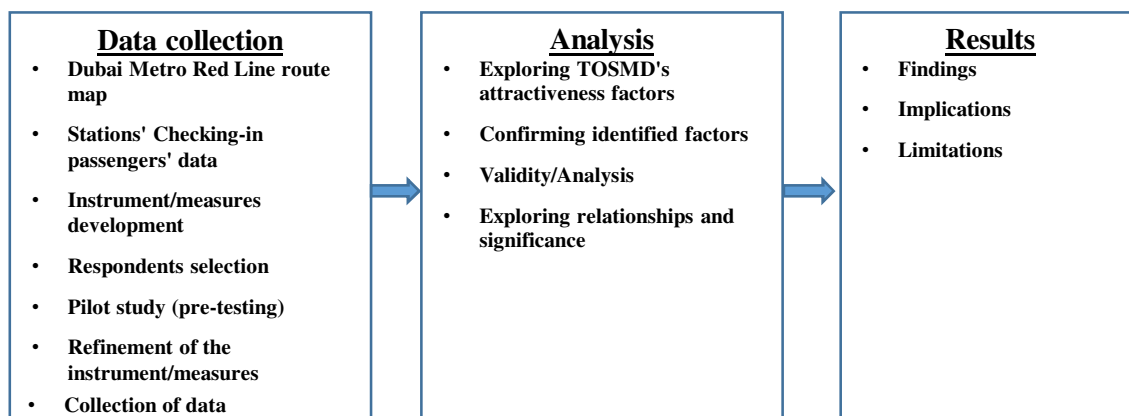 Data collection
• Dubai Metro Red Line route
map
• Stations' Checking-in
passengers' data
• Instrument/measures
development
• Respondents selection
• Pilot study (pre-testing)
• Refinement of the
instrument/measures
• Collection of data
Analysis
• Exploring TOSMD's
attractiveness factors
• Confirming identified factors
• Validity/Analysis
• Exploring relationships and
significance
Results
• Findings
• Implications
• Limitations